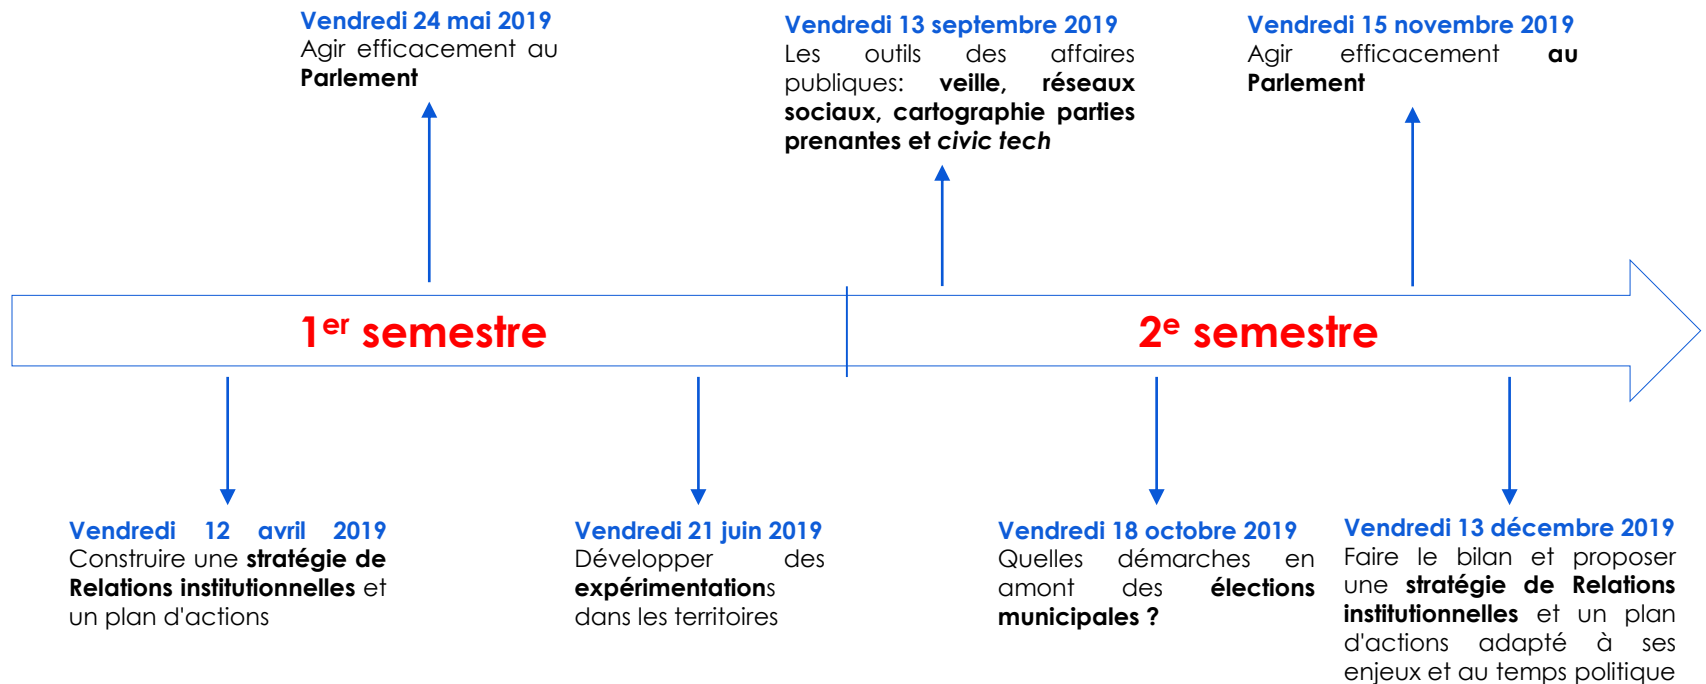 Vendredi 24 mai 2019
Agir efficacement au
Parlement
Vendredi 13 septembre 2019
Les outils des affaires
publiques: veille, réseaux
sociaux, cartographie parties
prenantes et civic tech
Vendredi 15 novembre 2019
Agir efficacement au
Parlement
1er semestre
2e semestre
Vendredi 12 avril 2019
Construire une stratégie de
Relations institutionnelles et
un plan d'actions
Vendredi 21 juin 2019
Développer des
expérimentations
dans les territoires
Vendredi 18 octobre 2019
Quelles démarches en
amont des élections
municipales ?
Vendredi 13 décembre 2019
Faire le bilan et proposer
une stratégie de Relations
institutionnelles et un plan
d'actions adapté à ses
enjeux et au temps politique